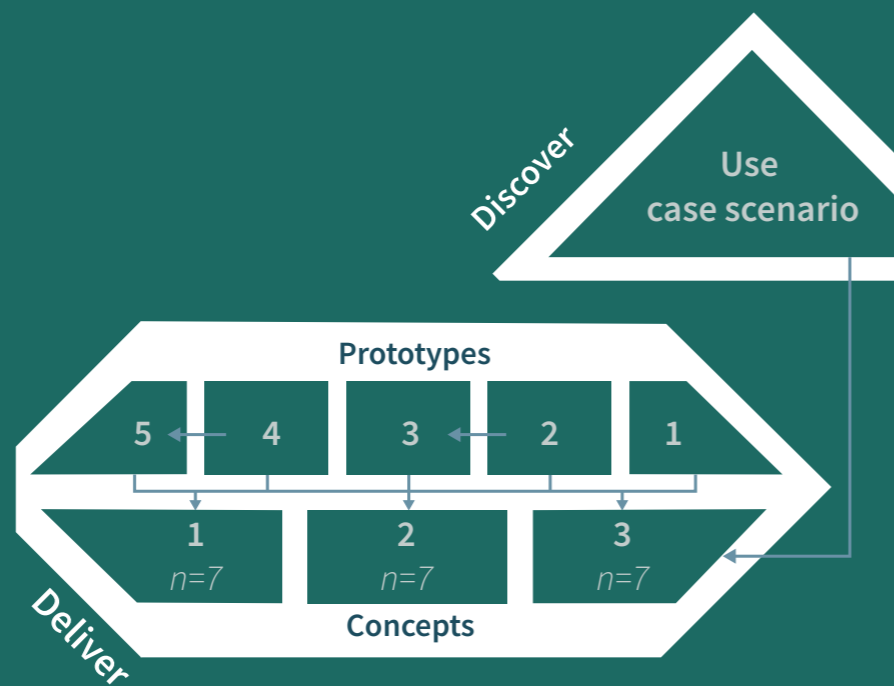 Discover
Use
case scenario
Prototypes
5 4 3 2 1
1 2 3
n=7 n=7 n=7
Concepts
Deliver